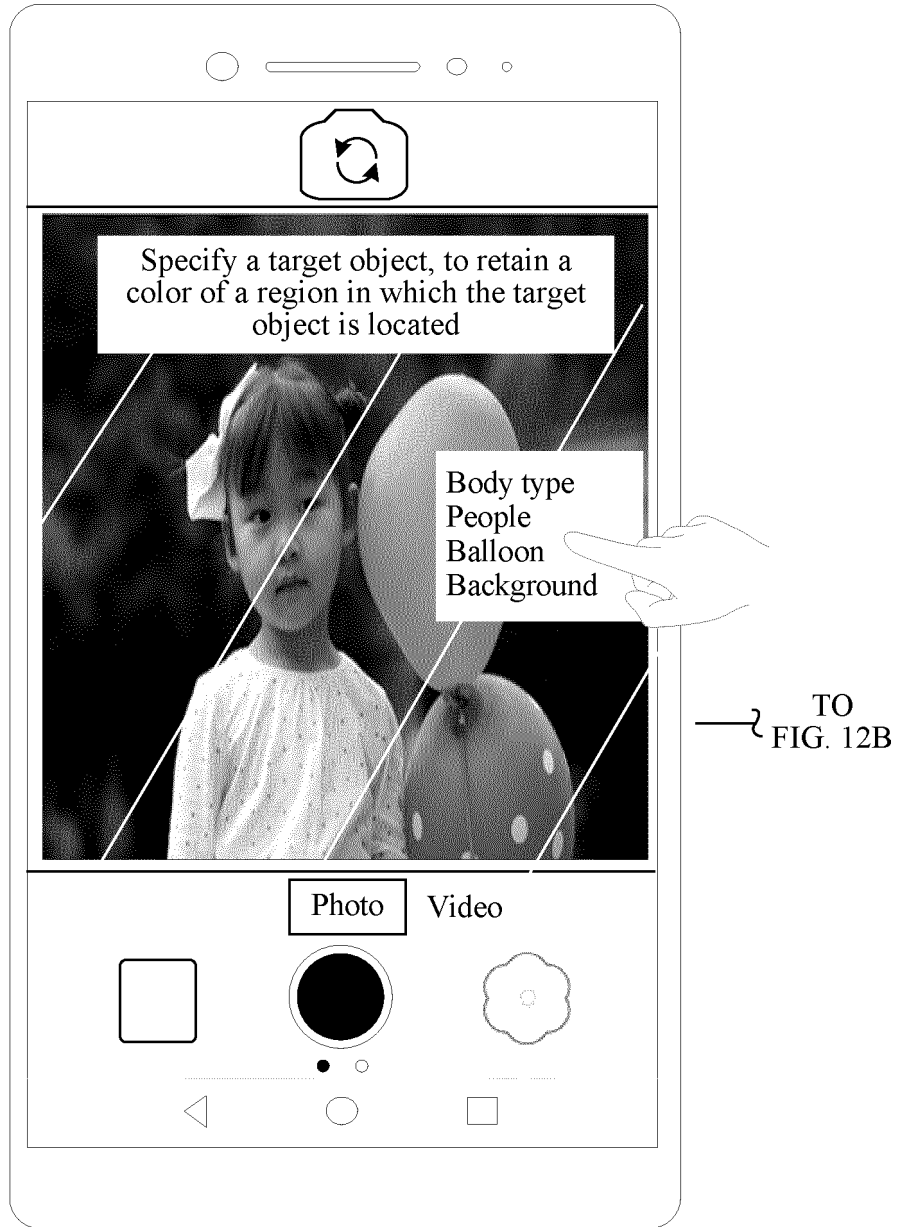 Specify a target object, to retain a
color of a region in which the target
object is located
Body type
People
Balloon
Background
TO
FIG. 12B
Photo
Video